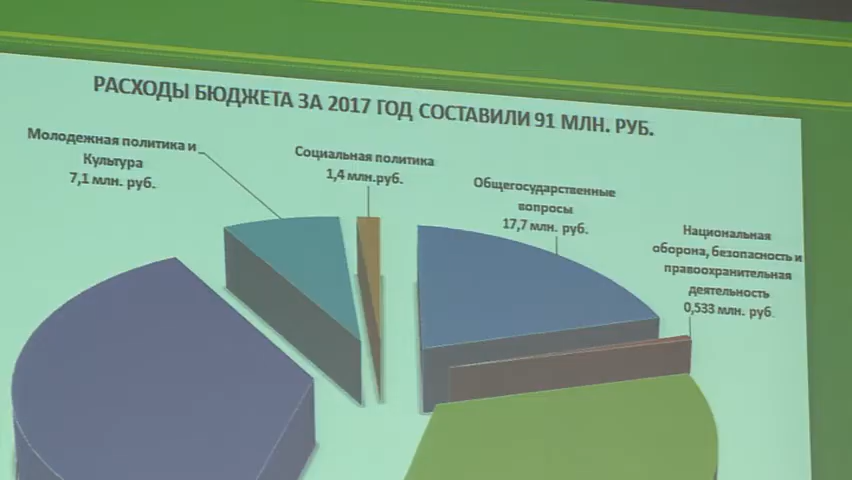 РАСХОДЫ БЮДЖЕТА ЗА 2017 ГОД СОСТАВИЛИ 91 МЛН. РУБ.
Молодежная политика и
Культура
7,1 млн. руб.
Социальная политика
1,4 млн.руб.
Общегосударственные
вопросы
17,7 млн. руб.
Национальная
оборона, безопасность и
правоохранительная
деятельность
0,533 млн. руб.